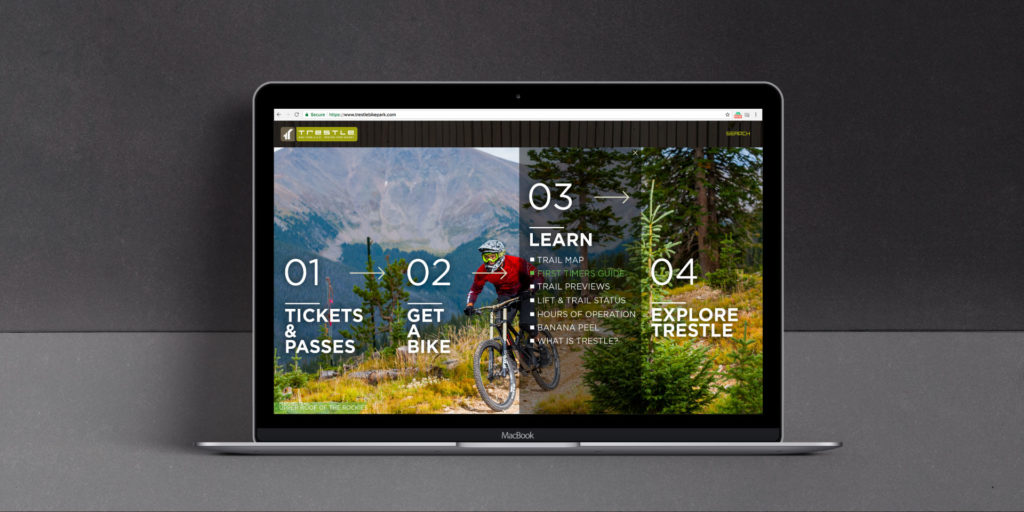 Secure https://www.trestlebikepark.com
TRESTLE
SEARCH
01
TICKETS
&
PASSES
02
GET
A
BIKE
03
LEARN
TRAIL MAP
FIRST TIMERS GUIDE
TRAIL PREVIEWS
LIFT & TRAIL STATUS
HOURS OF OPERATION
BANANA PEEL
WHAT IS TRESTLE?
04
EXPLORE
TRESTLE
UPPER ROOF OF THE ROCKIES
MacBook